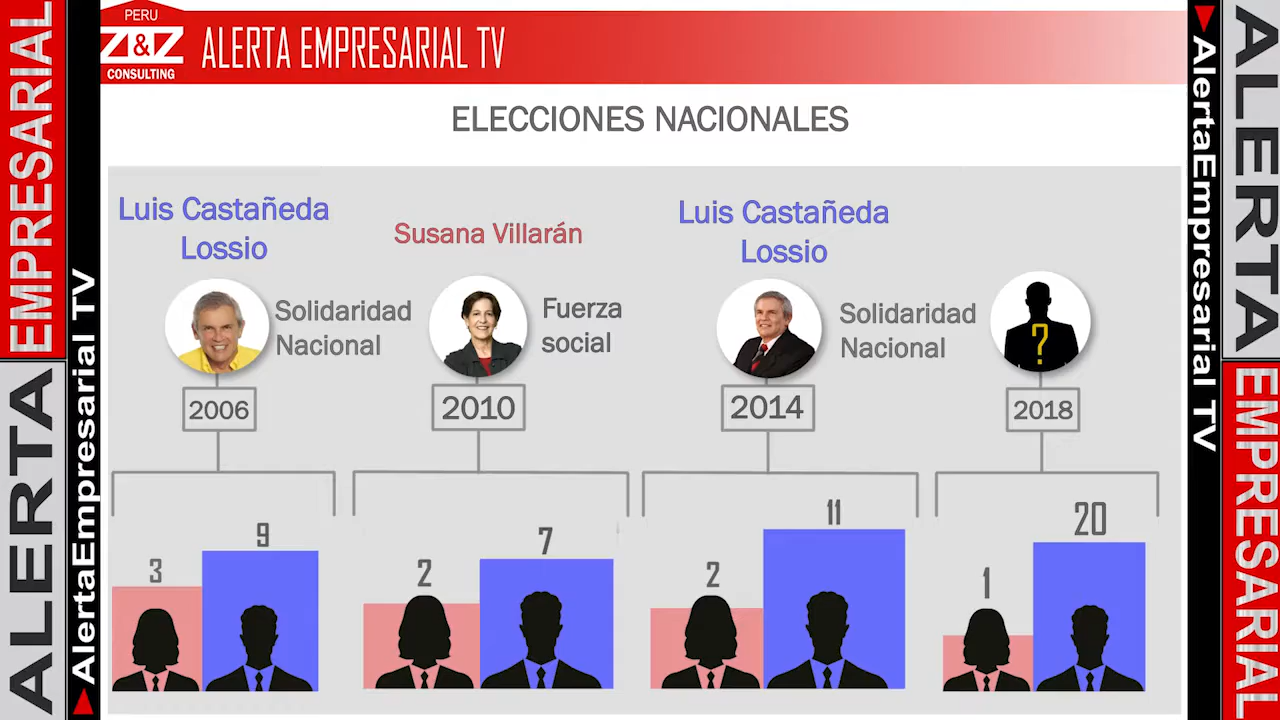 PERU
Z&Z
CONSULTING
ALERTA EMPRESARIAL TV
ELECCIONES NACIONALES
Luis Castañeda
Lossio
Solidaridad
Nacional
2006
3
9
Susana Villarán
Fuerza
social
2010
2
7
Luis Castañeda
Lossio
Solidaridad
Nacional
2014
2
11
?
2018
1
20
ALERTA EMPRESARIAL
AlertaEmpresarial TV
AlertaEmpresarial TV
ALERTA EMPRESARIAL